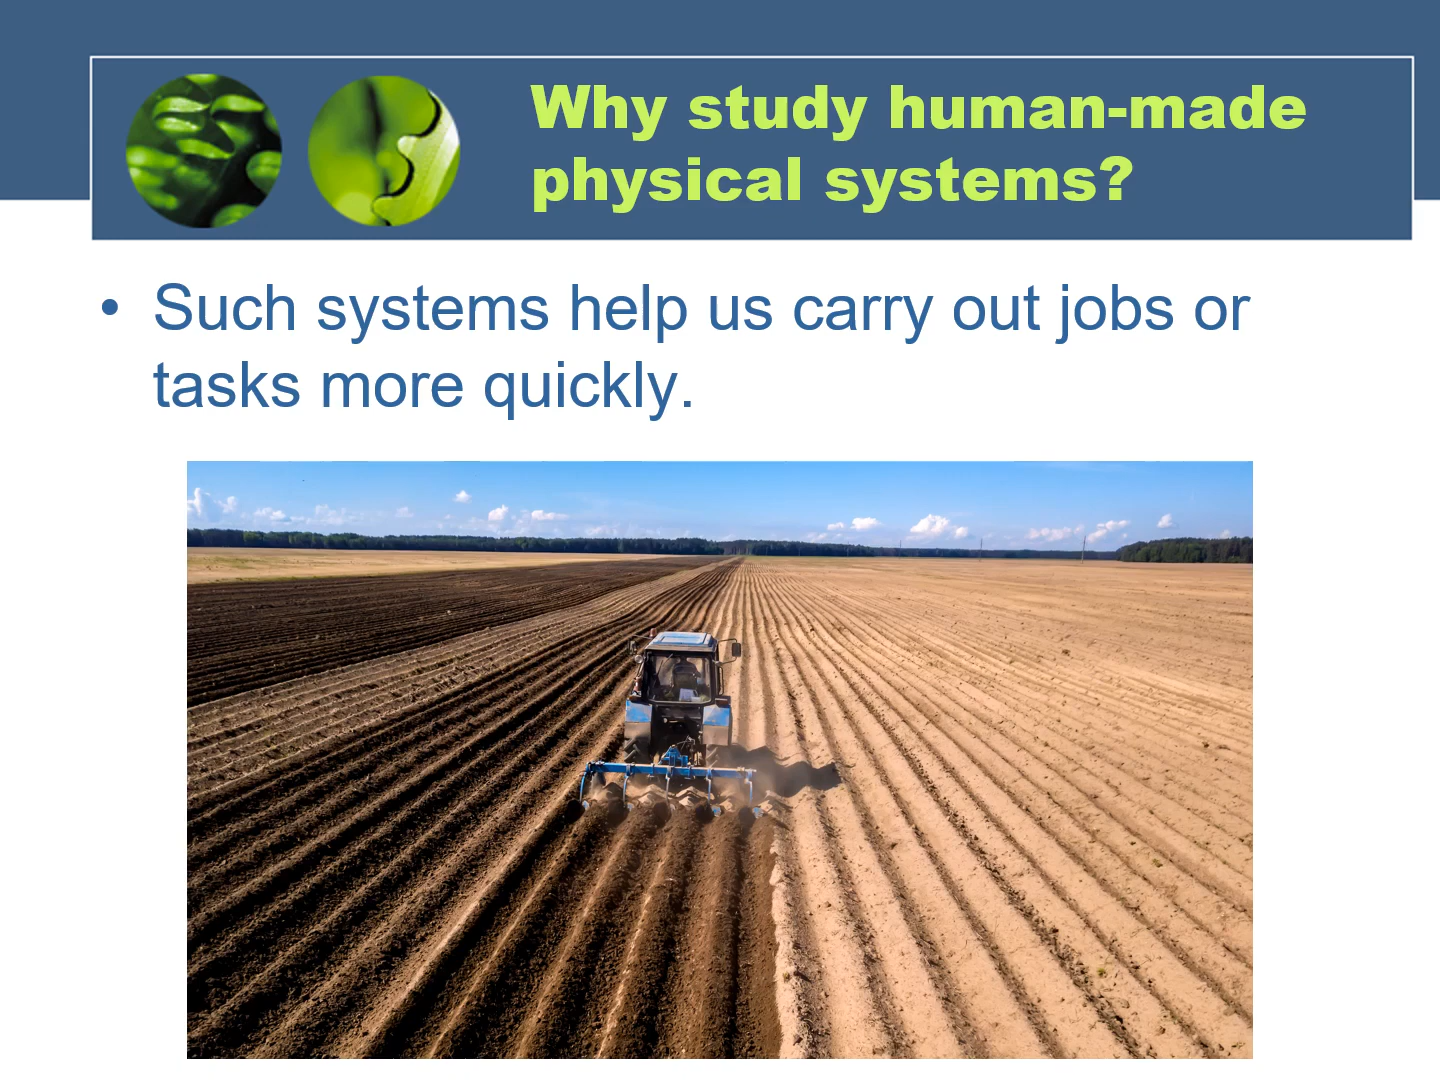 Why study human-made
physical systems?
• Such systems help us carry out jobs or
tasks more quickly.